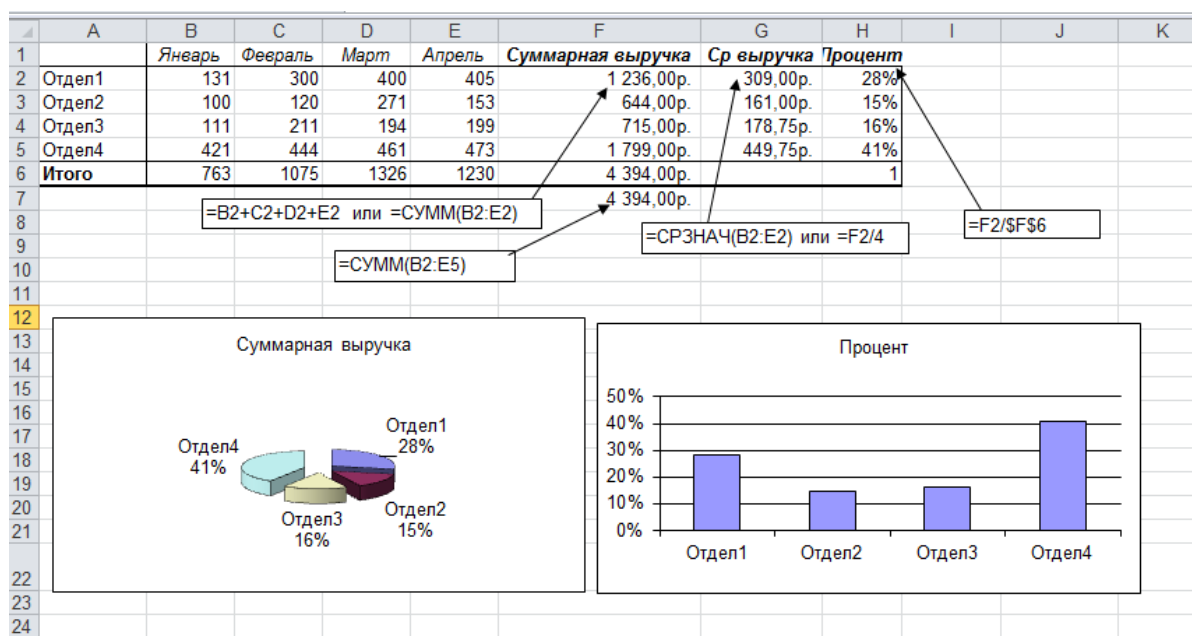 A B C D E F G H I J K
1 Январь Февраль Март Апрель Суммарная выручка Ср выручка Процент
2 Отдел1 131 300 400 405 1 236,00р. 309,00р. 28%
3 Отдел2 100 120 271 153 644,00р. 161,00р. 15%
4 Отдел3 111 211 194 199 715,00р. 178,75р. 16%
5 Отдел4 421 444 461 473 1 799,00р. 449,75р. 41%
6 Итого 763 1075 1326 1230 4 394,00р. 1
7 4 394,00р.
=B2+C2+D2+E2 или =СУММ(B2:E2)
=F2/$F$6
8
=СРЗНАЧ(B2:E2) или =F2/4
9
=СУММ(B2:E5)
10
11
12
13
14
15
16
17
18
19
20
21
22
23
24
Суммарная выручка
Отдел1
28%
Отдел4
41%
Отдел2
15%
Отдел3
16%
Процент
50%
40%
30%
20%
10%
0%
Отдел1 Отдел2 Отдел3 Отдел4